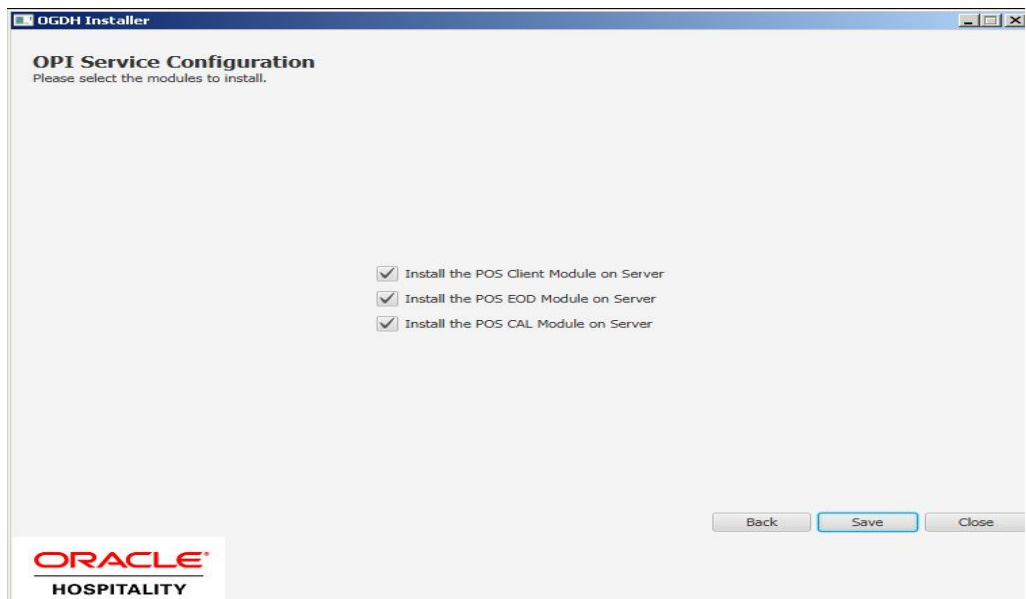 OGDH Installer
OPI Service Configuration
Please select the modules to install.
Install the POS Client Module on Server
Install the POS EOD Module on Server
Install the POS CAL Module on Server
Back Save Close
ORACLE®
HOSPITALITY